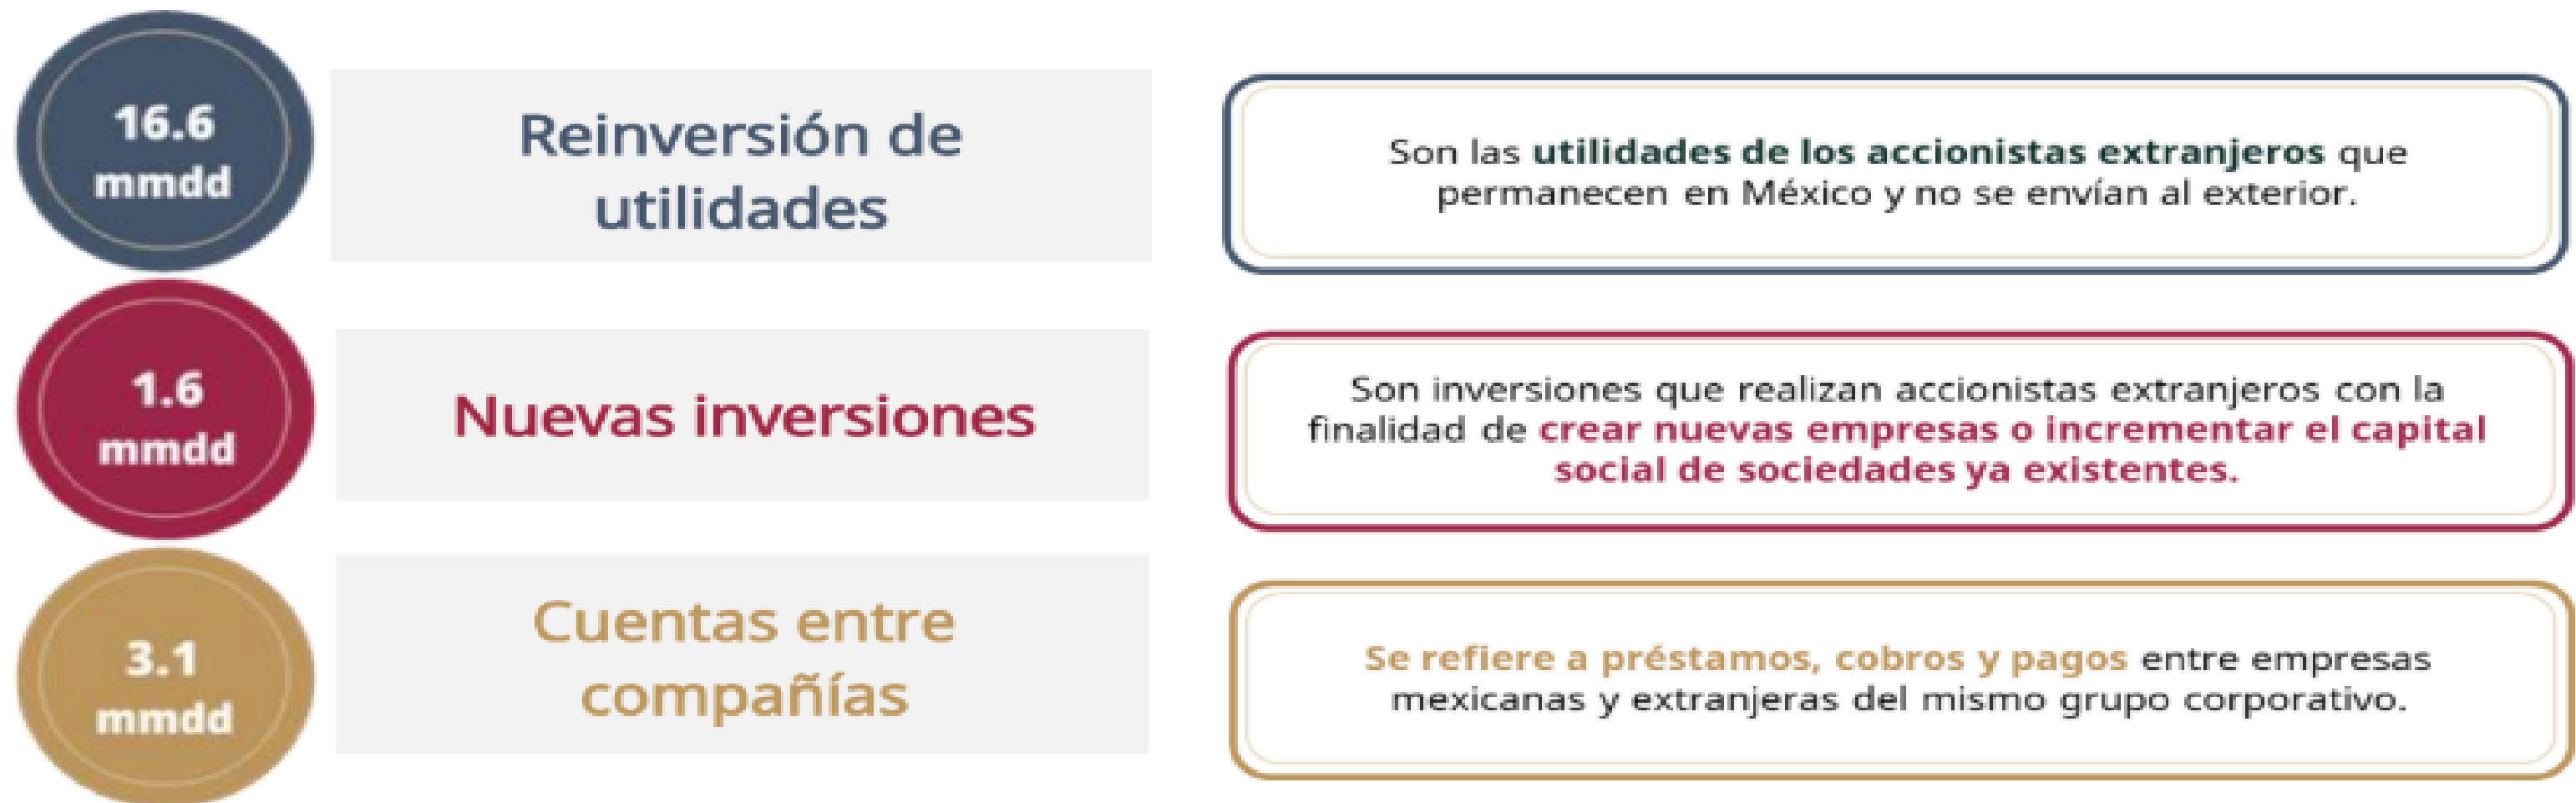 16.6
mmdd
Reinversión de
utilidades
Son las utilidades de los accionistas extranjeros que
permanecen en México y no se envían al exterior.
1.6
mmdd
Nuevas inversiones
Son inversiones que realizan accionistas extranjeros con la
finalidad de crear nuevas empresas o incrementar el capital
social de sociedades ya existentes.
3.1
mmdd
Cuentas entre
compañías
Se refiere a préstamos, cobros y pagos entre empresas
mexicanas y extranjeras del mismo grupo corporativo.